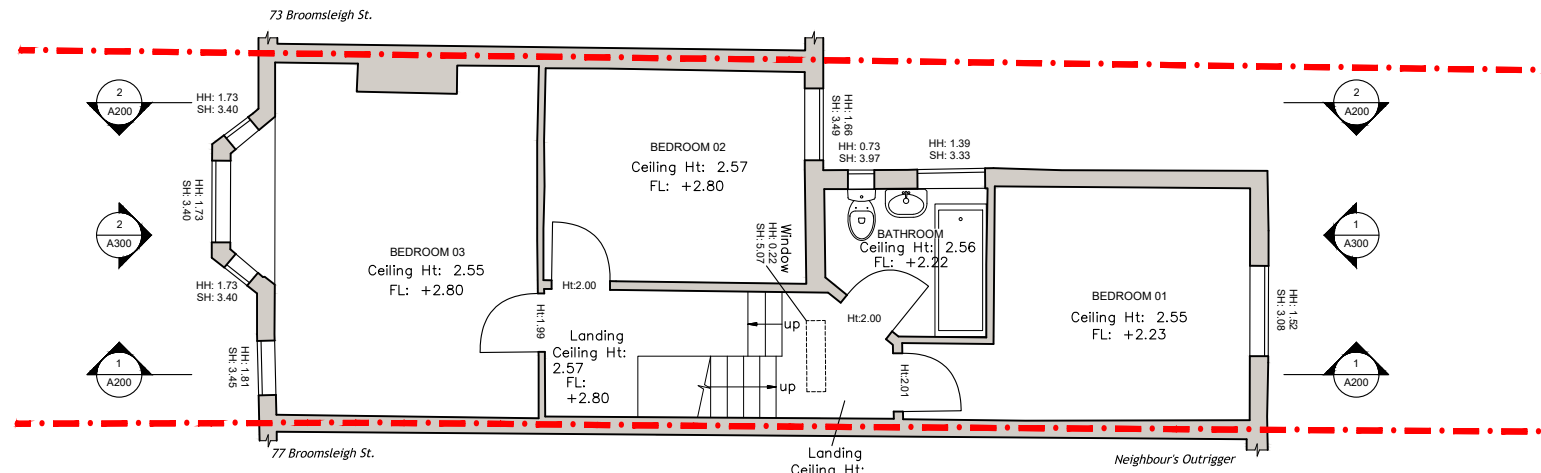 73 Broomsleigh St.
2
A200
HH: 1.73
SH: 3.40
2
A200
HH: 1.66
SH: 3.49
HH: 0.73
SH: 3.97
HH: 1.39
SH: 3.33
BEDROOM 02
Ceiling Ht: 2.57
FL: +2.80
HH: 1.73
SH: 3.40
2
A300
BEDROOM 03
Ceiling Ht: 2.55
FL: +2.80
Window
HH: 0.22
SH: 5.07
BATHROOM
Ceiling Ht: 2.56
FL: +2.22
1
A300
HH: 1.73
SH: 3.40
Ht:2.00
Ht:1.99
Ht:2.00
BEDROOM 01
Ceiling Ht: 2.55
FL: +2.23
HH: 1.52
SH: 3.08
Landing
Ceiling Ht:
2.57
FL:
+2.80
up
up
1
A200
HH: 1.81
SH: 3.45
Ht:2.01
1
A200
77 Broomsleigh St.
Landing
Ceiling Ht:
Neighbour's Outrigger